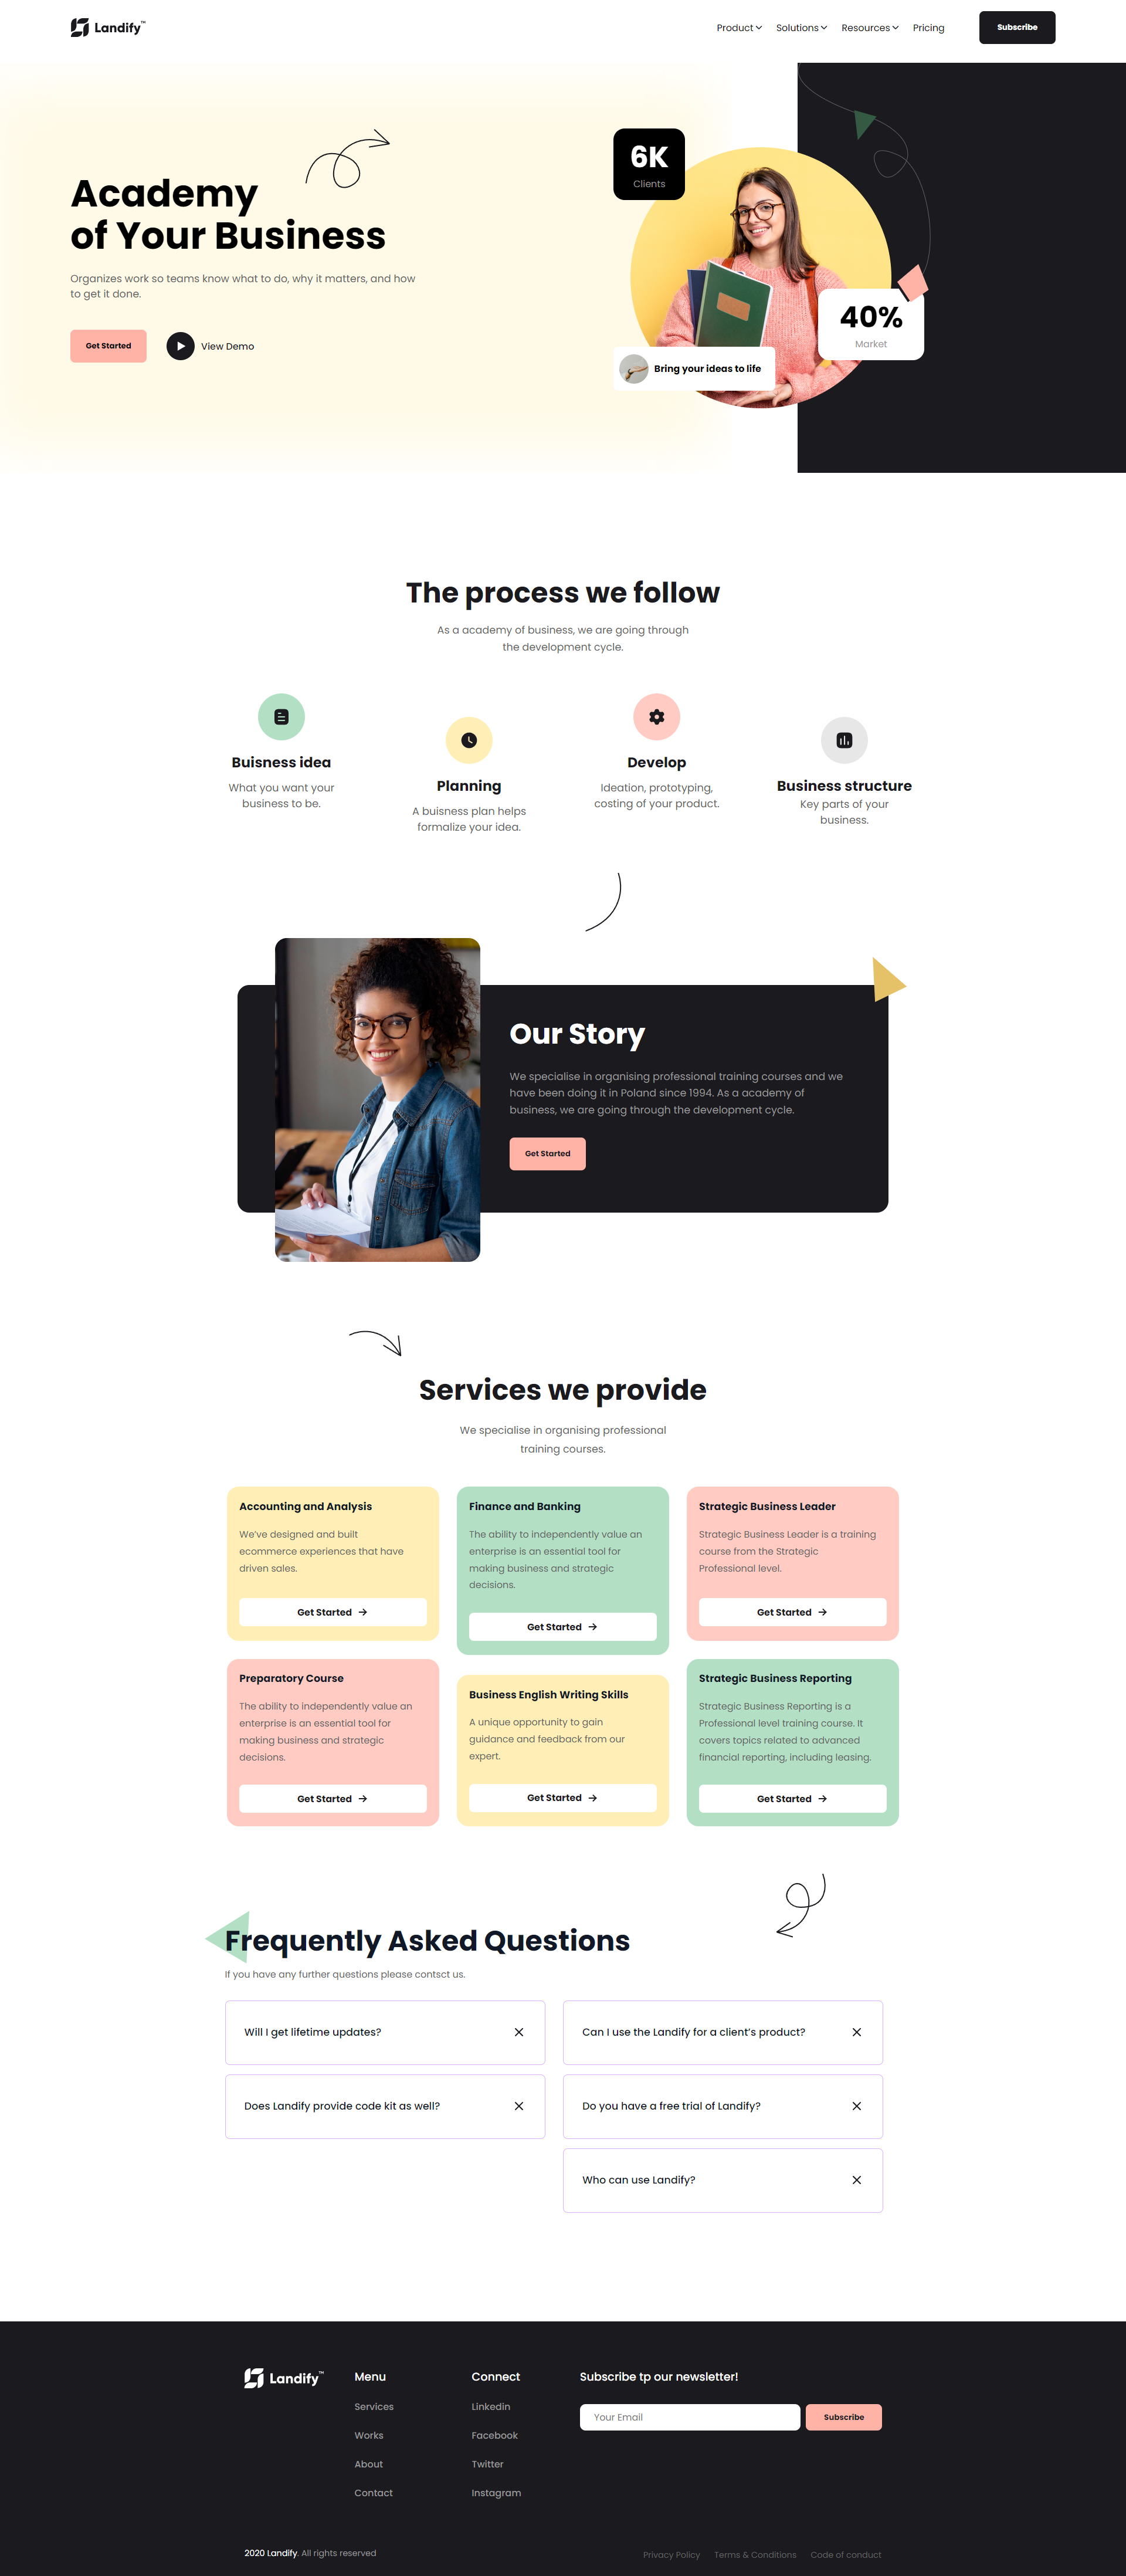 Landify™
Product
Solutions
Resources
Pricing
Subscribe
Academy
of Your Business
Organizes work so teams know what to do, why it matters, and how
to get it done.
Get Started
View Demo
6K
Clients
40%
Market
Bring your ideas to life
The process we follow
As a academy of business, we are going through
the development cycle.
Buisness idea
What you want your
business to be.
Planning
A buisness plan helps
formalize your idea.
Develop
Ideation, prototyping,
costing of your product.
Business structure
Key parts of your
business.
Our Story
We specialise in organising professional training courses and we
have been doing it in Poland since 1994. As a academy of
business, we are going through the development cycle.
Get Started
Services we provide
We specialise in organising professional
training courses.
Accounting and Analysis
We've designed and built
ecommerce experiences that have
driven sales.
Get Started
Finance and Banking
The ability to independently value an
enterprise is an essential tool for
making business and strategic
decisions.
Get Started
Strategic Business Leader
Strategic Business Leader is a training
course from the Strategic
Professional level.
Get Started
Preparatory Course
The ability to independently value an
enterprise is an essential tool for
making business and strategic
decisions.
Get Started
Business English Writing Skills
A unique opportunity to gain
guidance and feedback from our
expert.
Get Started
Strategic Business Reporting
Strategic Business Reporting is a
Professional level training course. It
covers topics related to advanced
financial reporting, including leasing.
Get Started
Frequently Asked Questions
If you have any further questions please contsct us.
Will I get lifetime updates?
Can I use the Landify for a client's product?
Does Landify provide code kit as well?
Do you have a free trial of Landify?
Who can use Landify?
Landify™
Menu
Services
Works
About
Contact
Connect
Linkedin
Facebook
Twitter
Instagram
Subscribe tp our newsletter!
Your Email
Subscribe
2020 Landify. All rights reserved
Privacy Policy
Terms & Conditions
Code of conduct